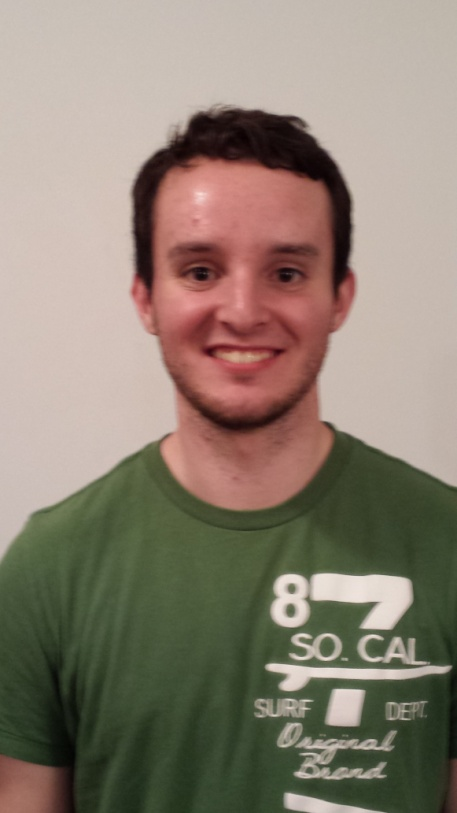 87
SO. CAL.
SURF DEPT.
Original
Brand